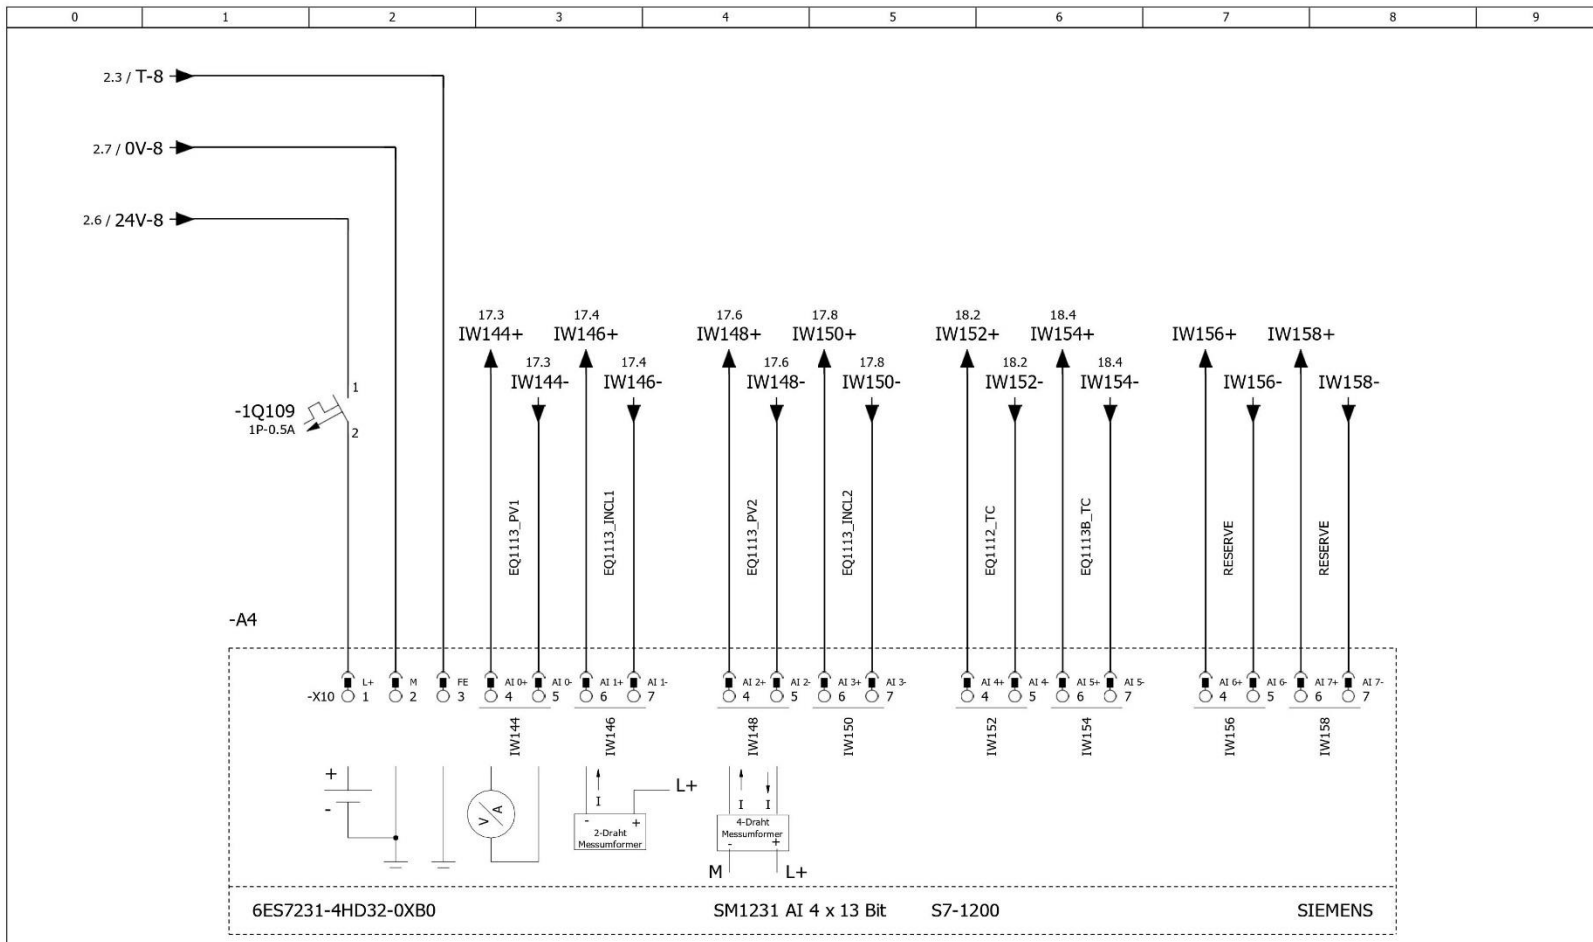 0 1 2 3 4 5 6 7 8 9
2.3 / T-8
2.7 / 0V-8
2.6 / 24V-8
17.3 17.4 17.6 17.8 18.2 18.4
IW144+ IW146+ IW148+ IW150+ IW152+ IW154+ IW156+ IW158+
17.3 17.4 17.6 17.8 18.2 18.4
IW144- IW146- IW148- IW150- IW152- IW154- IW156- IW158-
1
-1Q109
1P-0.5A
2
EQ1113_PV1
EQ1113_INCL1
EQ1113_PV2
EQ1113_INCL2
EQ1112_TC
EQ1113B_TC
RESERVE
RESERVE
-A4
L+ M FE AI 0+ AI 0- AI 1+ AI 1- AI 2+ AI 2- AI 3+ AI 3- AI 4+ AI 4- AI 5+ AI 5- AI 6+ AI 6- AI 7+ AI 7-
-X10 1 2 3 4 5 6 7 4 5 6 7 4 5 6 7 4 5 6 7
IW144
IW146
IW148
IW150
IW152
IW154
IW156
IW158
+
-
V/A
I
L+
- +
2-Draht
Messumformer
I I
4-Draht
Messumformer
- +
M L+
6ES7231-4HD32-0XB0 SM1231 AI 4 x 13 Bit S7-1200 SIEMENS